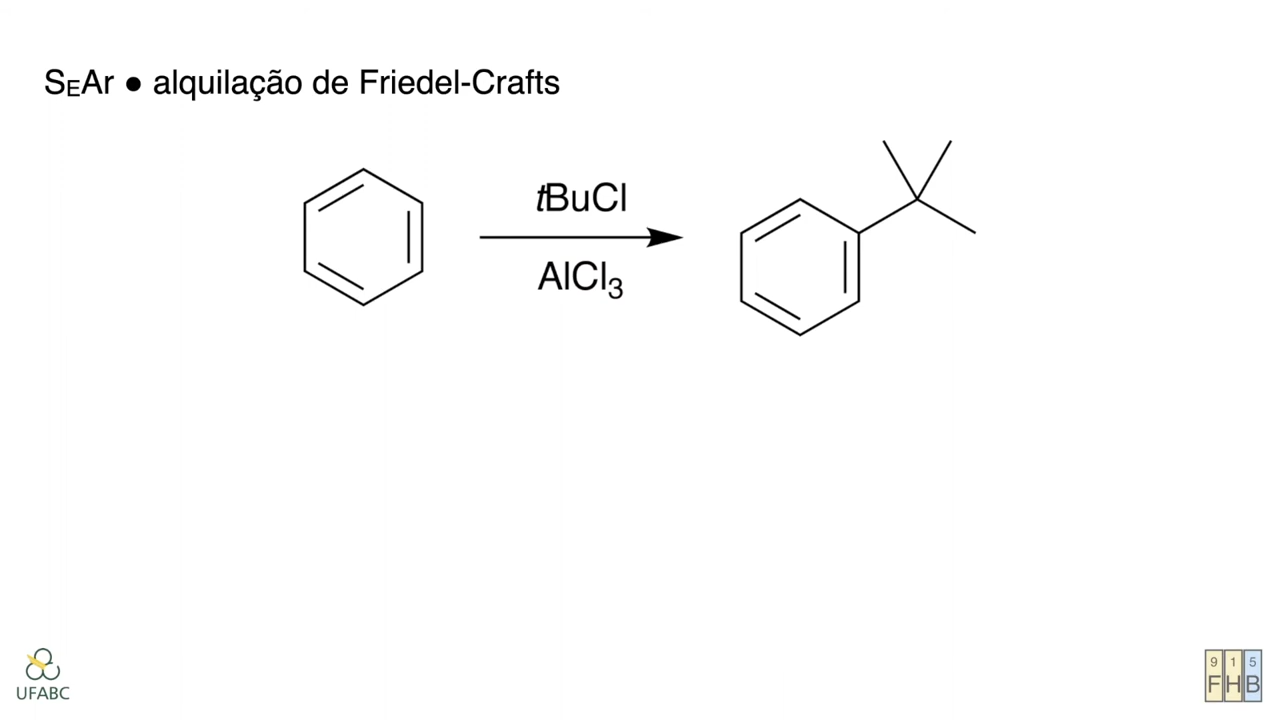 SEAr ● alquilação de Friedel-Crafts
tBuCl
AlCl3
UFABC
9 1 5
F H B